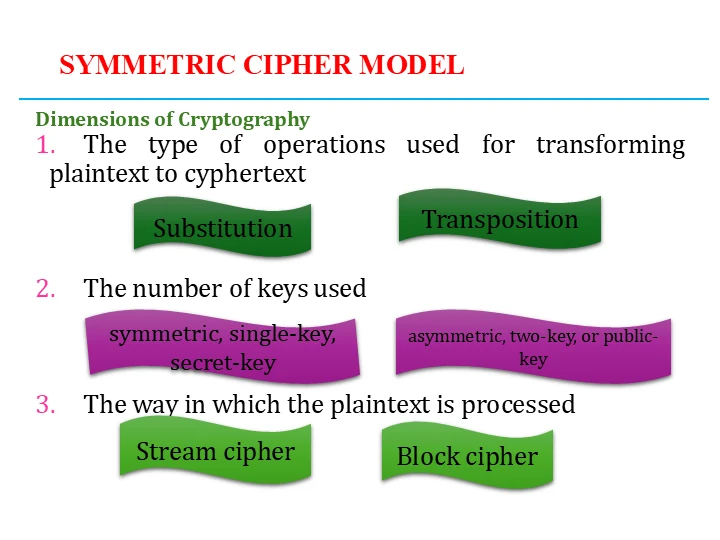 SYMMETRIC CIPHER MODEL
Dimensions of Cryptography
1. The type of operations used for transforming
plaintext to cyphertext
Substitution
Transposition
2. The number of keys used
symmetric, single-key,
secret-key
asymmetric, two-key, or public-
key
3. The way in which the plaintext is processed
Stream cipher
Block cipher